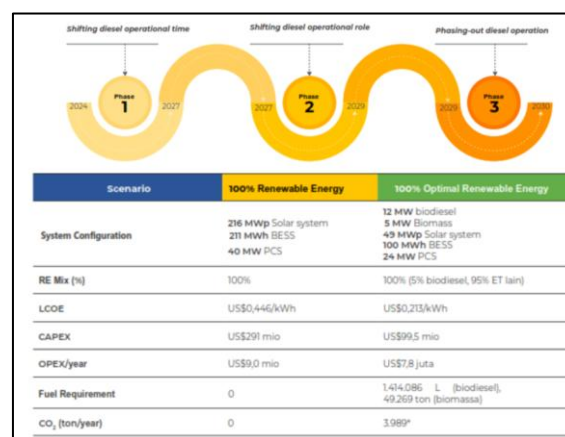 Shifting diesel operational time
Shifting diesel operational role
Phasing-out diesel operation
2024
Phase
1
2027
2027
Phase
2
2029
2029
Phase
3
2030
Scenario
100% Renewable Energy
100% Optimal Renewable Energy
System Configuration
216 MWp Solar system
211 MWh BESS
40 MW PCS
12 MW biodiesel
5 MW Biomass
49 MWp Solar system
100 MWh BESS
24 MW PCS
RE Mix (%)
100%
100% (5% biodiesel, 95% ET lain)
LCOE
US$0,446/kWh
US$0,213/kWh
CAPEX
US$291 mio
US$99,5 mio
OPEX/year
US$9,0 mio
US$7,8 juta
Fuel Requirement
0
1.414.086 L (biodiesel),
49.269 ton (biomassa)
CO₂ (ton/year)
0
3.989*